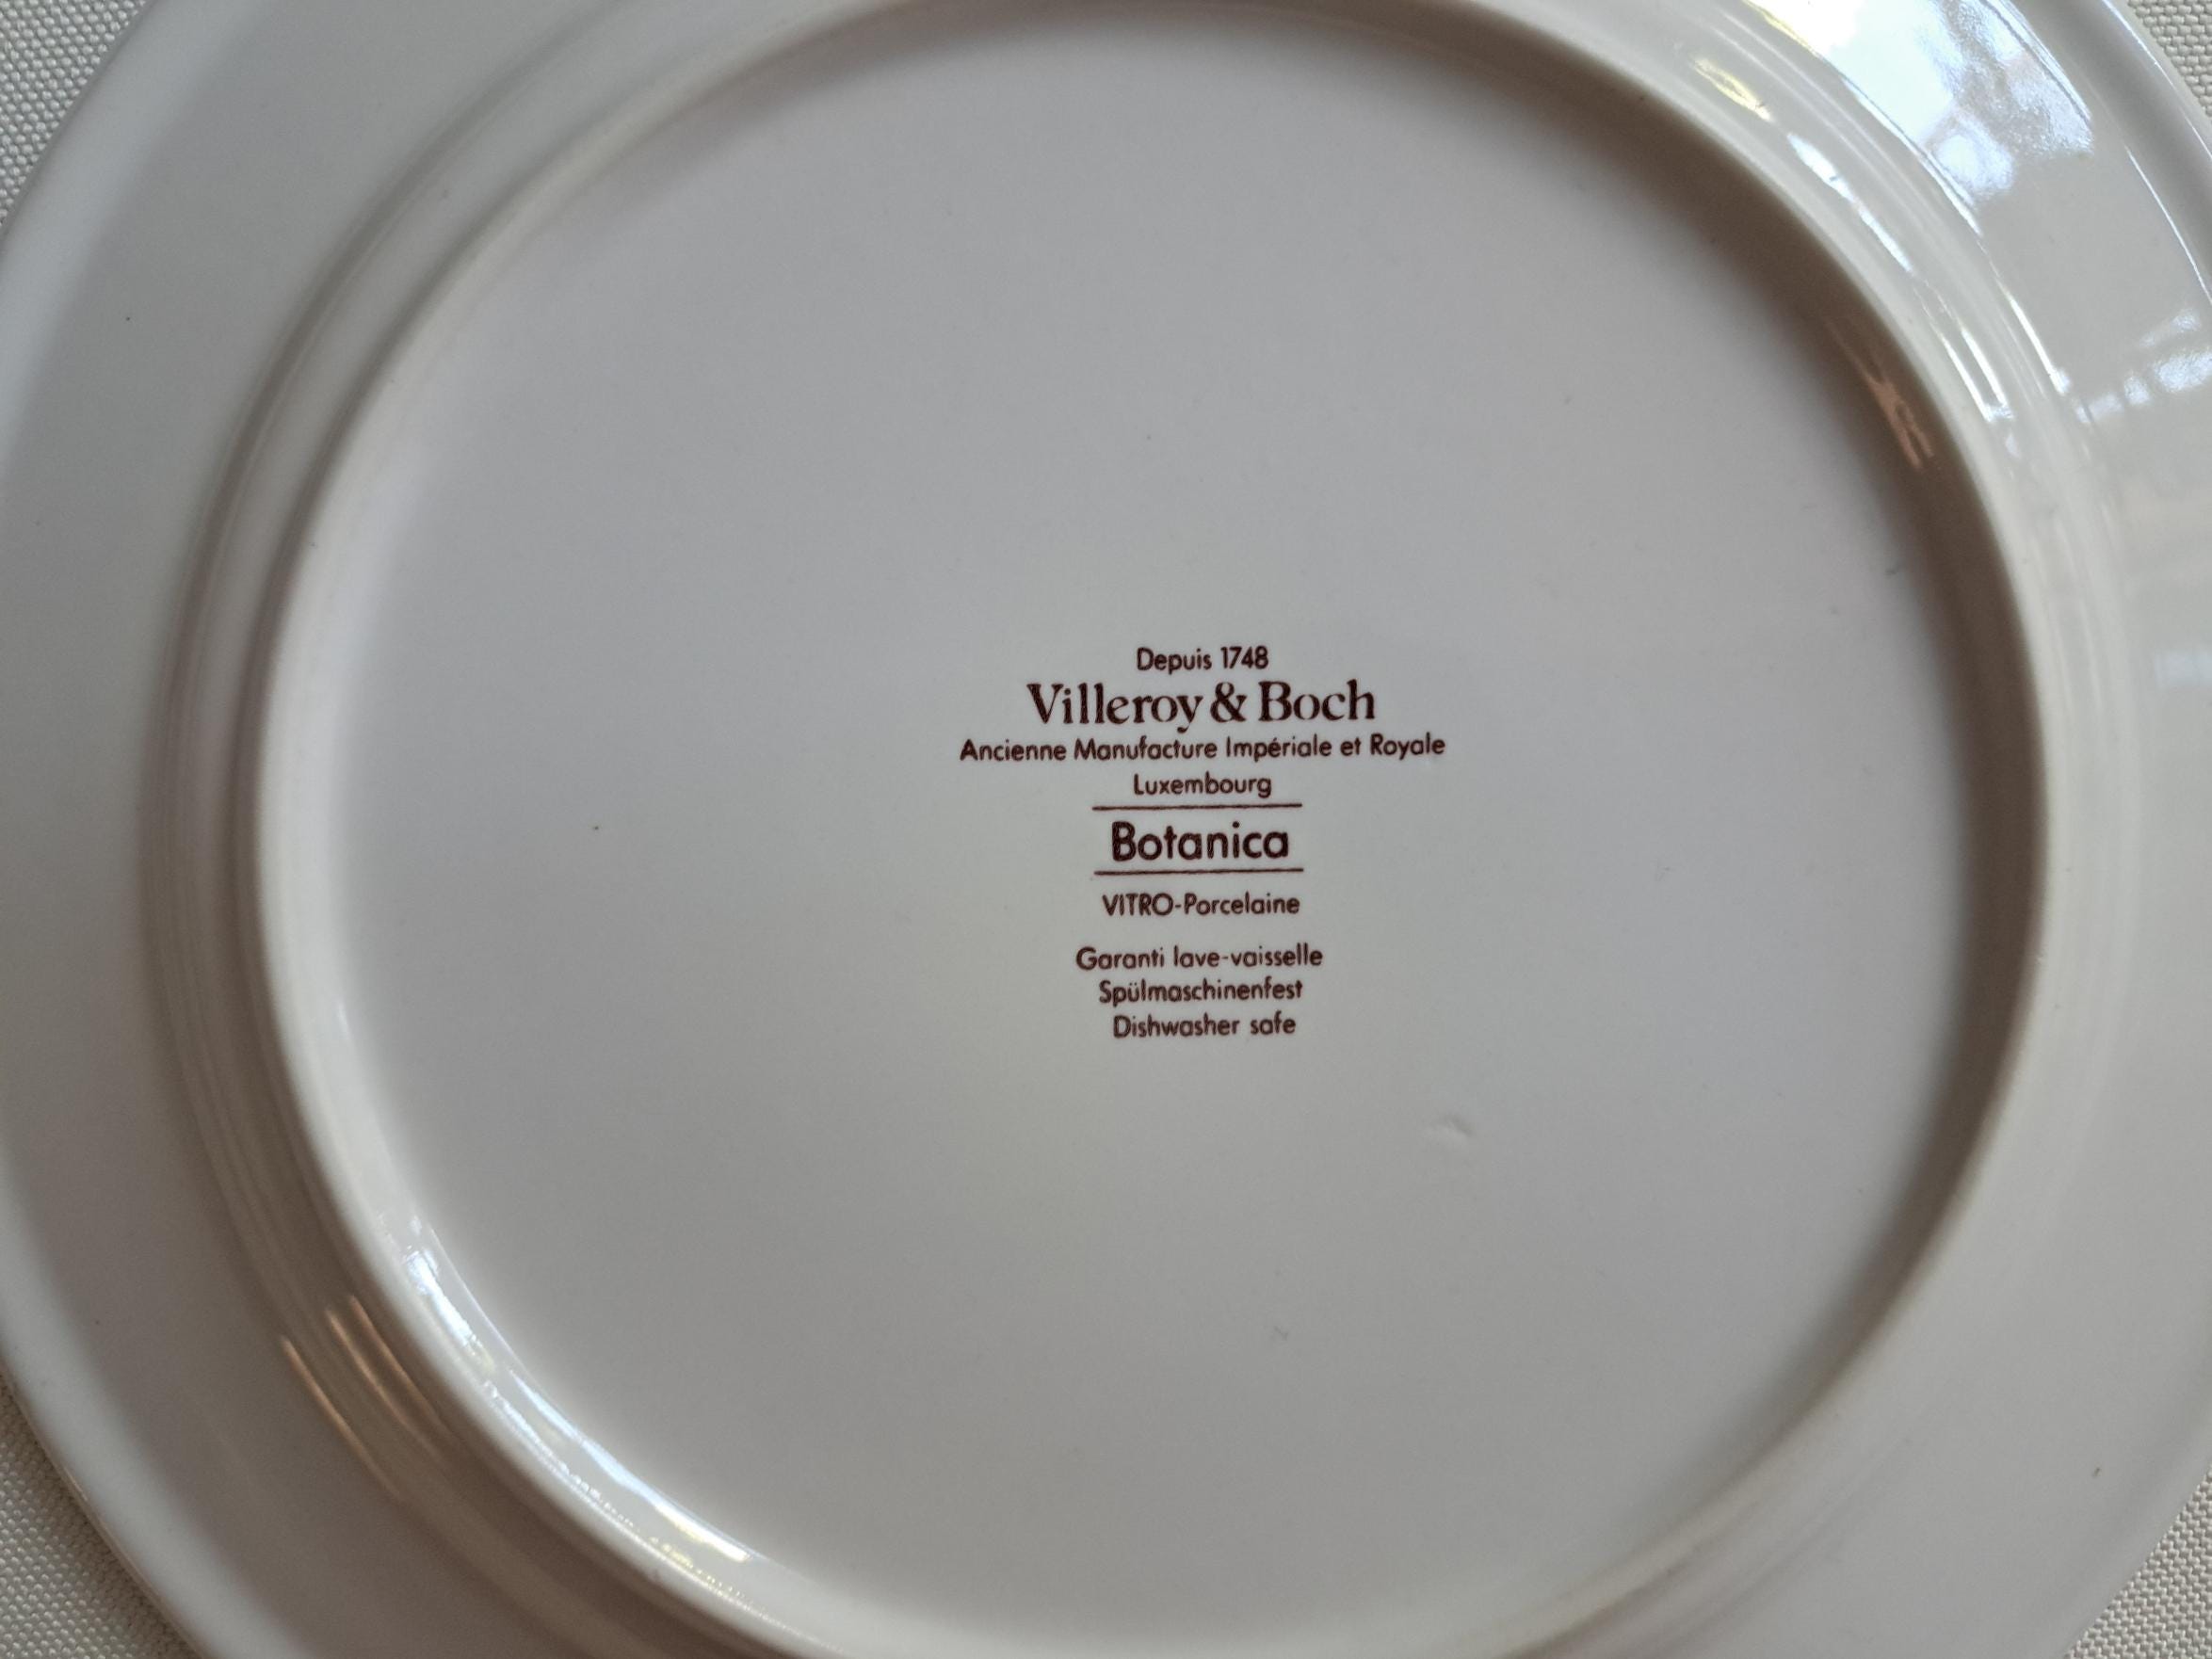 Depuis 1748
Villeroy & Boch
Ancienne Manufacture Impériale et Royale
Luxembourg
Botanica
VITRO-Porcelaine
Garanti lave-vaisselle
Spülmaschinenfest
Dishwasher safe